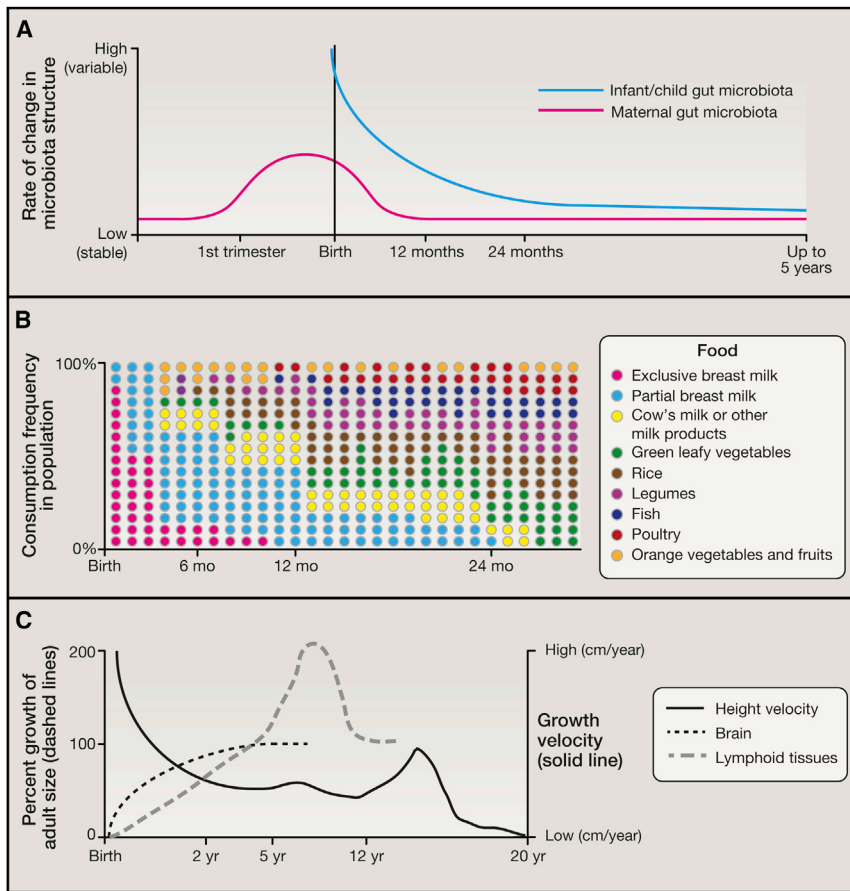 A
High
(variable)
Rate of change in
microbiota structure
Low
(stable)
Infant/child gut microbiota
Maternal gut microbiota
1st trimester
Birth
12 months
24 months
Up to
5 years
B
100%
Consumption frequency
in population
0%
Birth
6 mo
12 mo
24 mo
Food
Exclusive breast milk
Partial breast milk
Cow's milk or other
milk products
Green leafy vegetables
Rice
Legumes
Fish
Poultry
Orange vegetables and fruits
C
200
100
0
Percent growth of
adult size (dashed lines)
Birth
2 yr
5 yr
12 yr
20 yr
High (cm/year)
Growth
velocity
(solid line)
Low (cm/year)
Height velocity
Brain
Lymphoid tissues